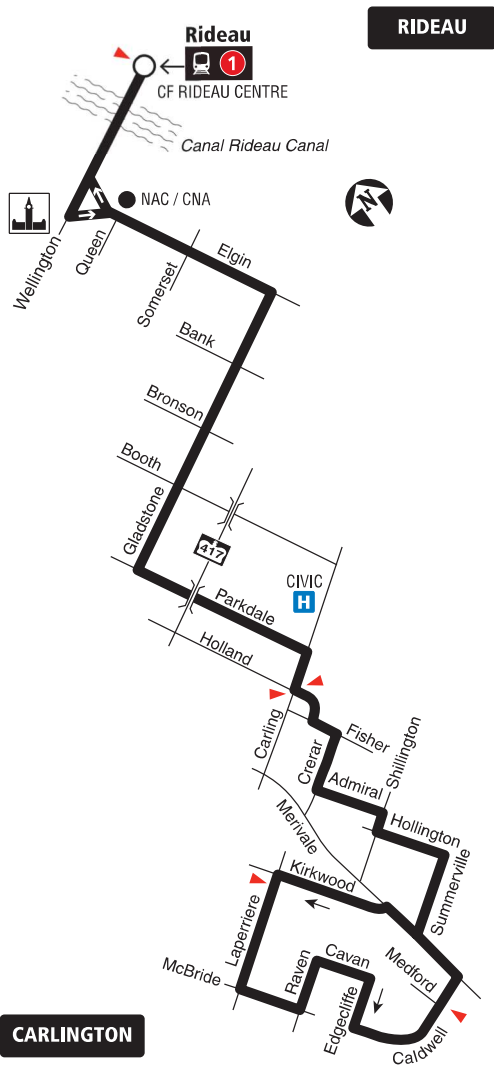 RIDEAU
Rideau
1
CF RIDEAU CENTRE
Canal Rideau Canal
NAC / CNA
N
Wellington
Queen
Somerset
Elgin
Bank
Bronson
Booth
Gladstone
417
CIVIC
H
Parkdale
Holland
Carling
Fisher
Shillington
Crerar
Admiral
Hollington
Merivale
Summerville
Kirkwood
Laperriere
McBride
Raven
Cavan
Medford
Edgecliffe
Caldwell
CARLINGTON